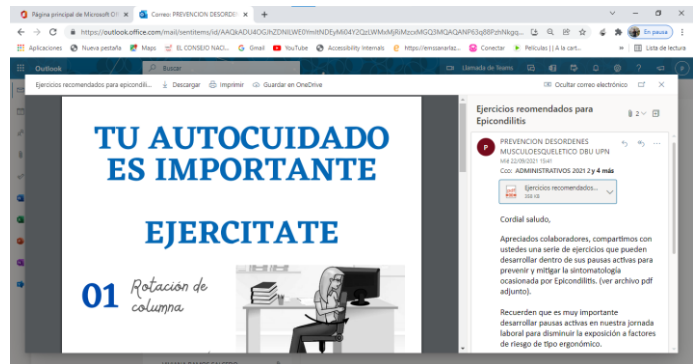 Página principal de Microsoft Of
Correo: PREVENCION DESORDEN
https://outlook.office.com/mail/sentitems/id/
En pausa
Aplicaciones
Nueva pestaña
Maps
EL CONSEJO NACI...
Gmail
YouTube
Accessibility Internals
https://emssanarlaz...
Conectar
Películas | | A la cart...
»
Lista de lectura
Outlook
Buscar
Llamada de Teams
Ejercicios recomendados para epicondili...
Descargar
Imprimir
Guardar en OneDrive
Ocultar correo electrónico
TU AUTOCUIDADO
ES IMPORTANTE
EJERCITATE
01
Rotación de
columna
Ejercicios reomendados para
Epicondilitis
2
P
PREVENCION DESORDENES
MUSCULOESQUELETICO DBU UPN
Mié 22/09/2021 15:41
Cco: ADMINISTRATIVOS 2021 2 y 4 más
Ejercicios recomendados...
358 KB
Cordial saludo,
Apreciados colaboradores, compartimos con
ustedes una serie de ejercicios que pueden
desarrollar dentro de sus pausas activas para
prevenir y mitigar la sintomatología
ocasionada por Epicondilitis. (ver archivo pdf
adjunto).
Recuerden que es muy importante
desarrollar pausas activas en nuestra jornada
laboral para disminuir la exposición a factores
de riesgo de tipo ergonómico.